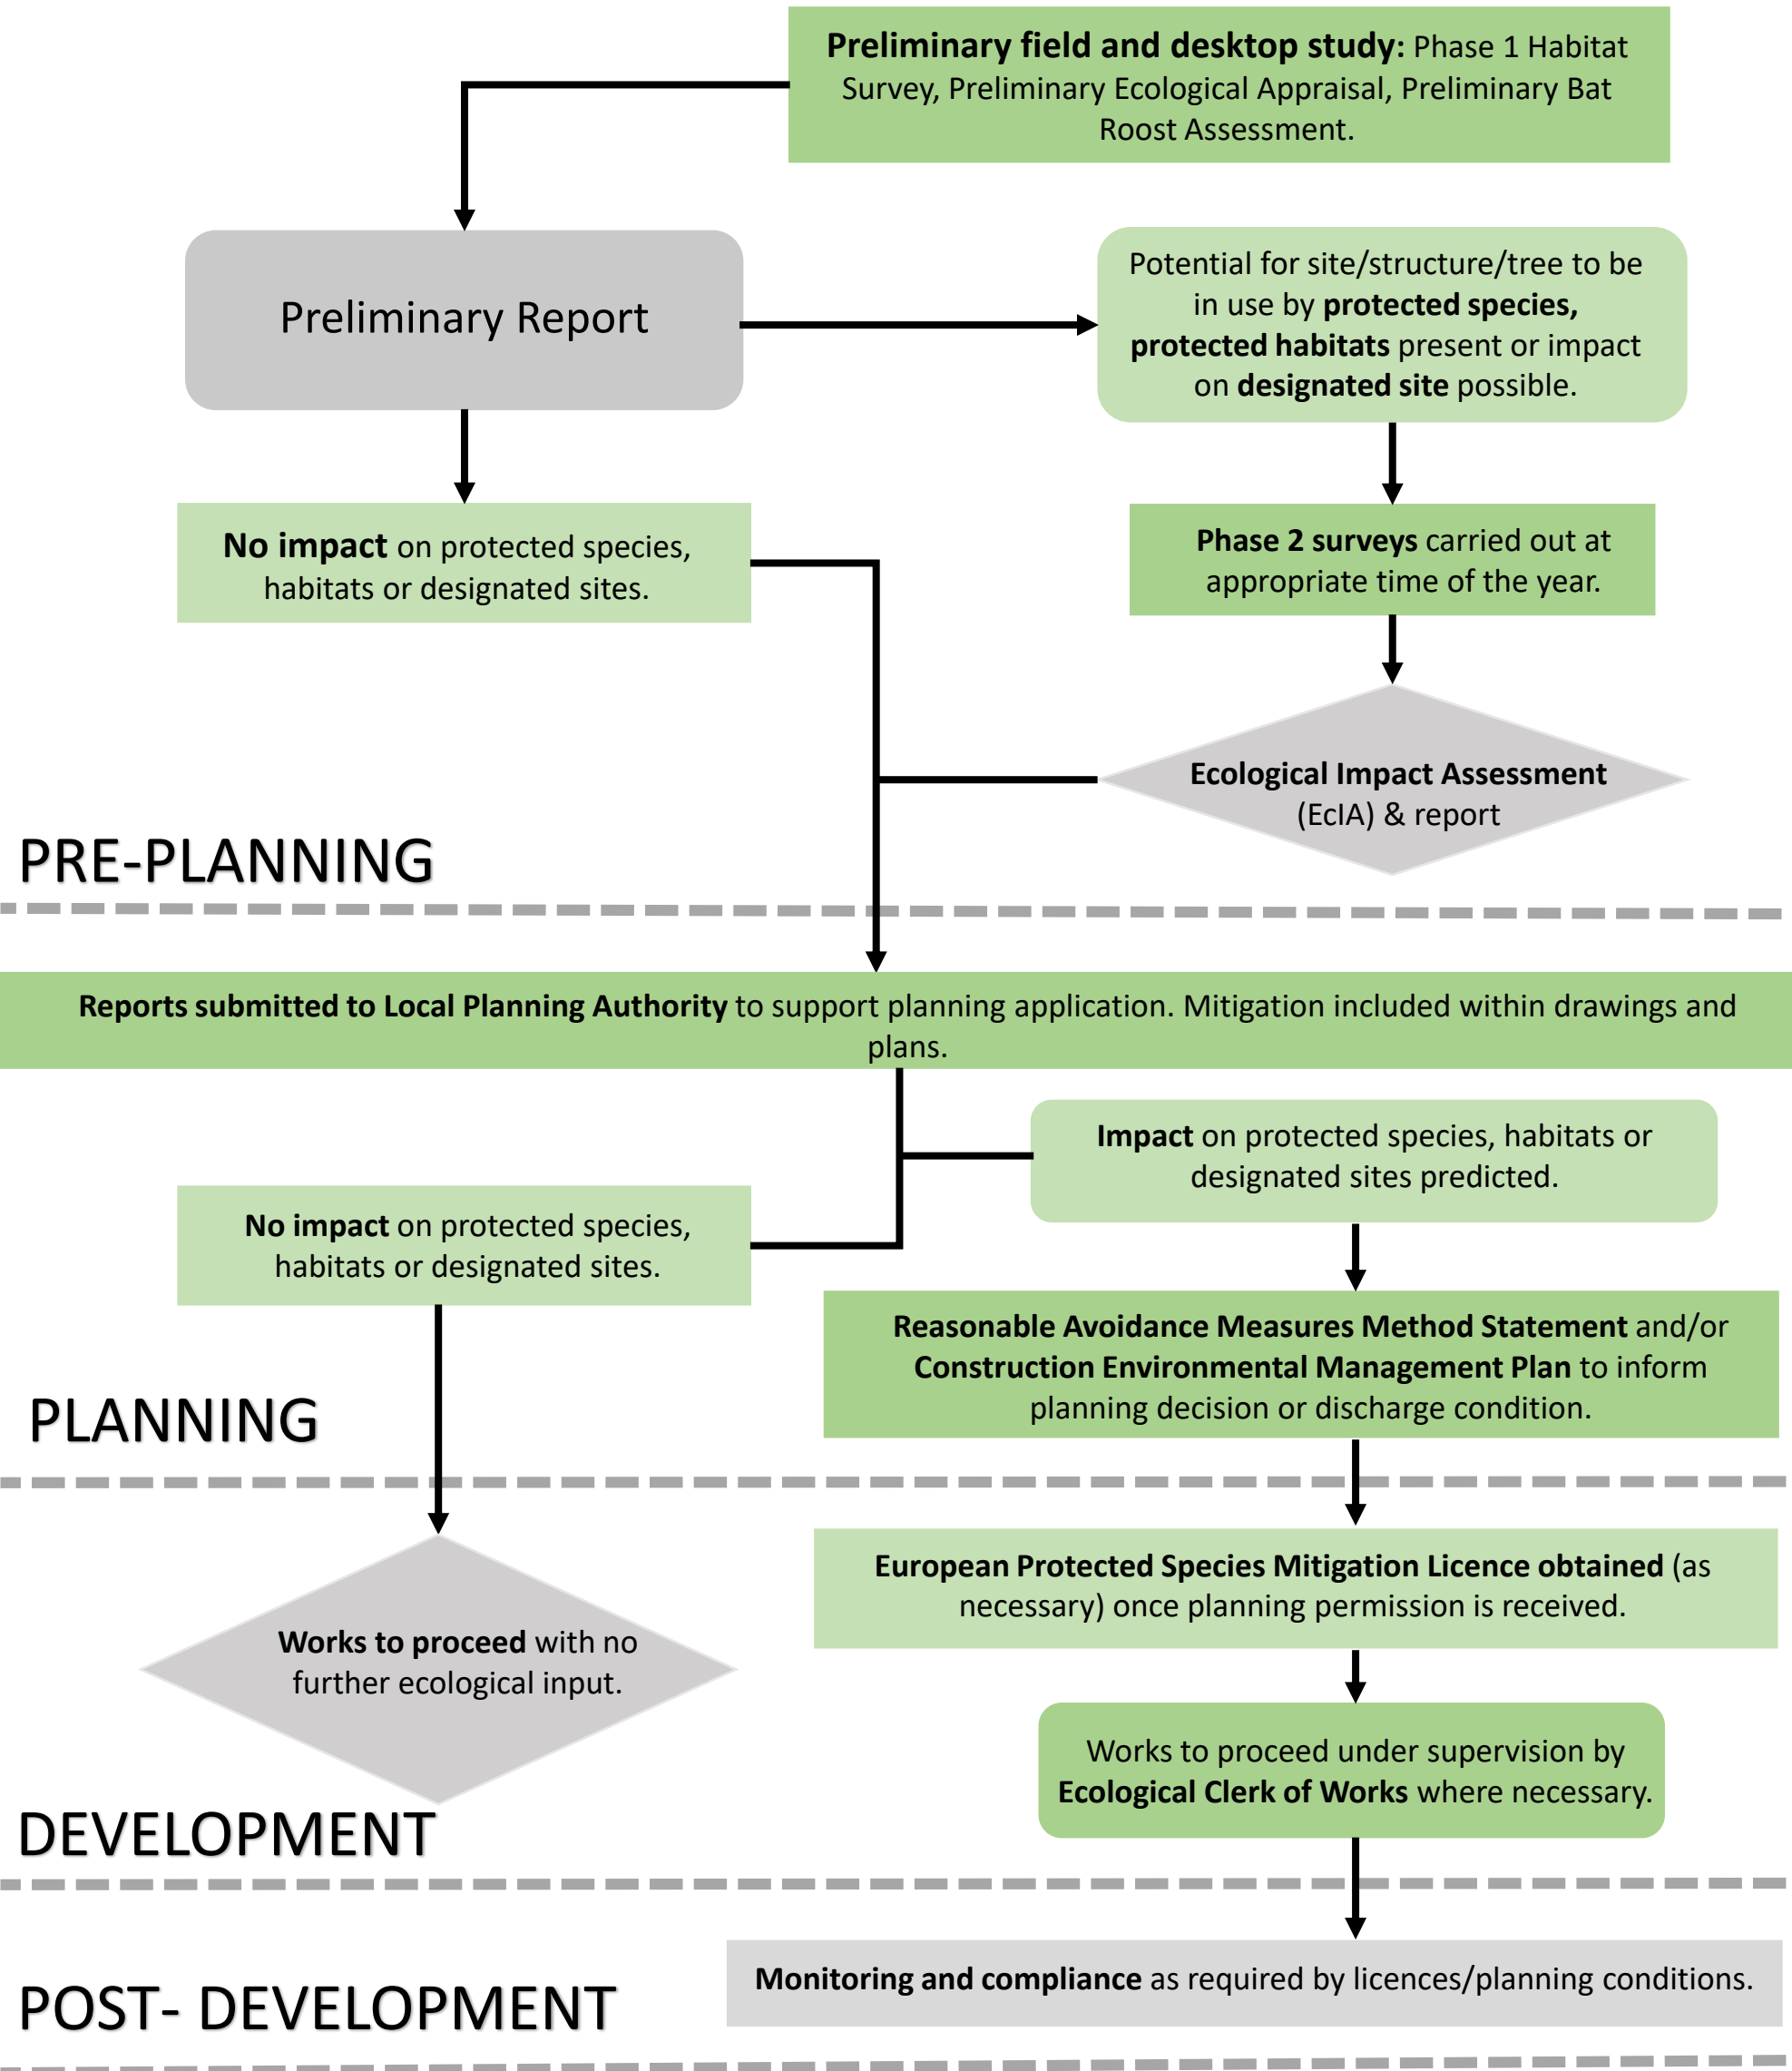 Preliminary field and desktop study: Phase 1 Habitat
Survey, Preliminary Ecological Appraisal, Preliminary Bat
Roost Assessment.
Preliminary Report
Potential for site/structure/tree to be
in use by protected species,
protected habitats present or impact
on designated site possible.
No impact on protected species,
habitats or designated sites.
Phase 2 surveys carried out at
appropriate time of the year.
Ecological Impact Assessment
(EcIA) & report
PRE-PLANNING
Reports submitted to Local Planning Authority to support planning application. Mitigation included within drawings and
plans.
Impact on protected species, habitats or
designated sites predicted.
No impact on protected species,
habitats or designated sites.
Reasonable Avoidance Measures Method Statement and/or
Construction Environmental Management Plan to inform
planning decision or discharge condition.
PLANNING
European Protected Species Mitigation Licence obtained (as
necessary) once planning permission is received.
Works to proceed with no
further ecological input.
Works to proceed under supervision by
Ecological Clerk of Works where necessary.
DEVELOPMENT
Monitoring and compliance as required by licences/planning conditions.
POST- DEVELOPMENT